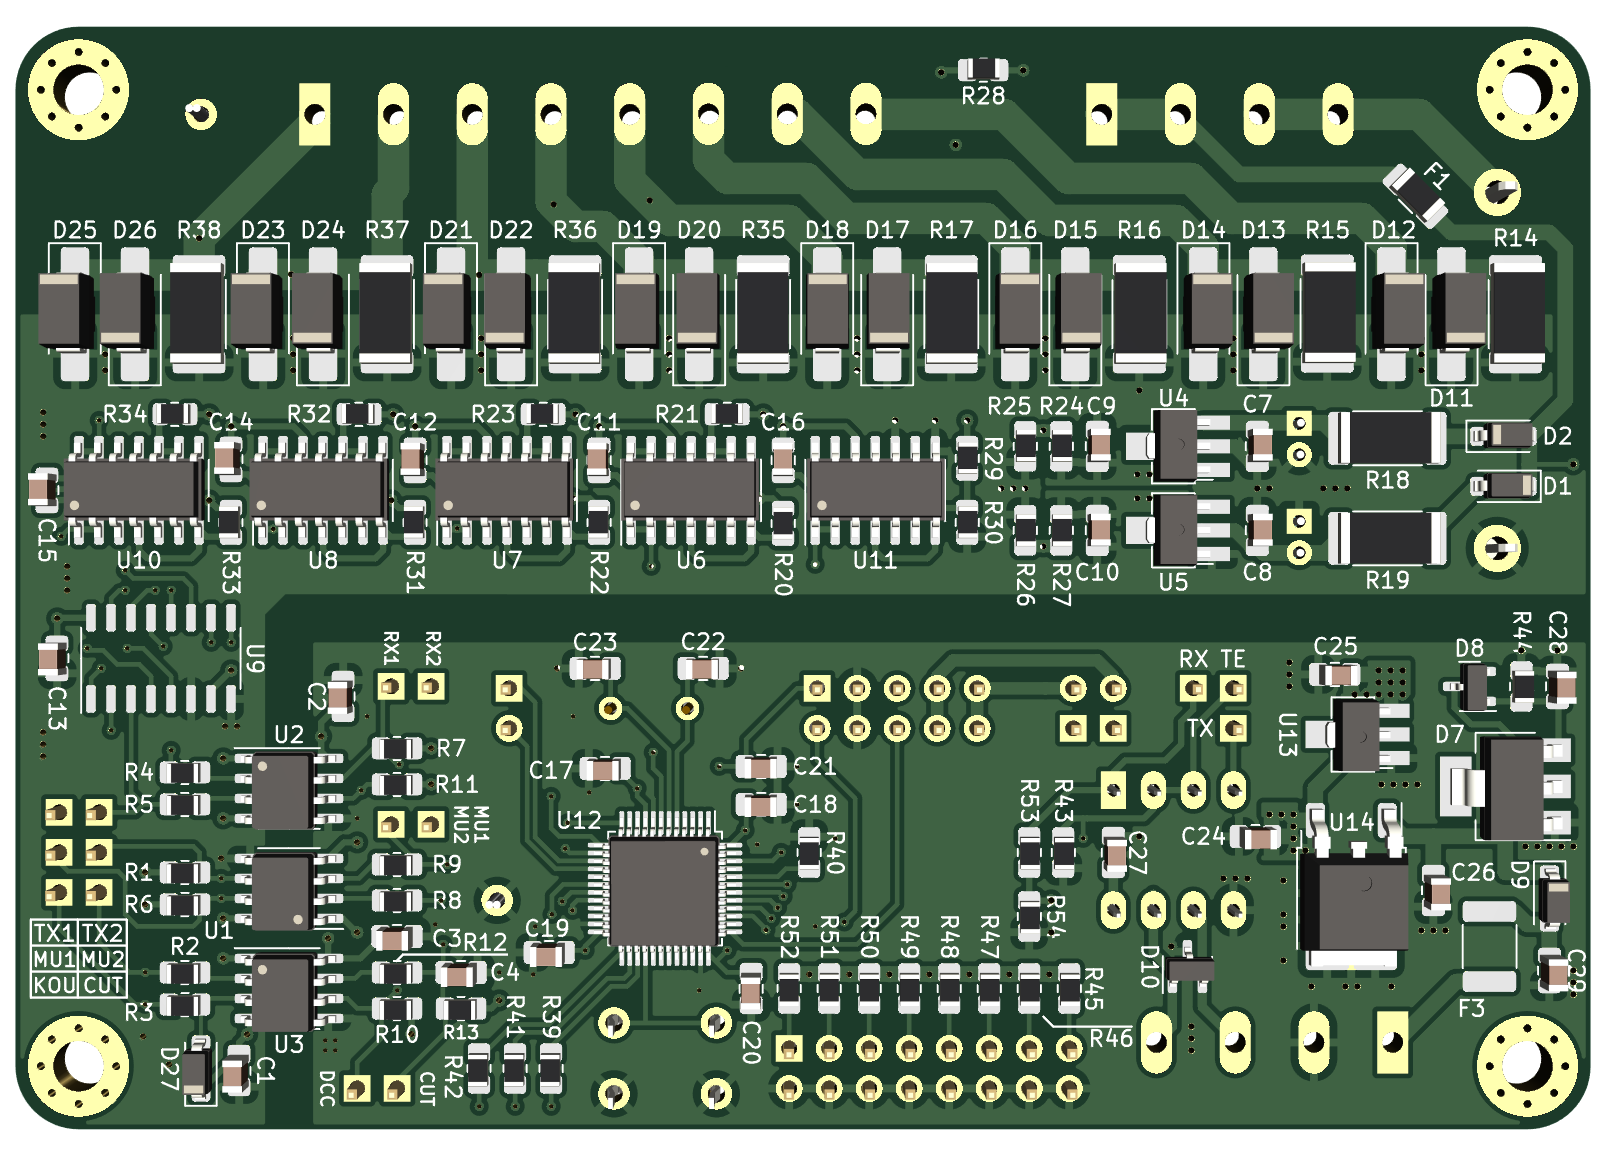 R28
F1
D25 D26 R38 D23 D24 R37 D21 D22 R36 D19 D20 R35 D18 D17 R17 D16 D15 R16 D14 D13 R15 D12 R14
R34 C14 R32 C12 R23 C11 R21 C16 R25 R24 C9 U4 C7 D11
D2
R29
R18
D1
C15 U10 R33 U8 R31 U7 R22 U6 R20 U11 R30 R26 R27 C10 U5 C8 R19
RX1 RX2 C23 C22 RX TE C25 D8 R44 C28
U9
C13 C2 TX U13 D7
U2 R7
R4 R11 C17 C21
R5 MU1 MU2 U12 C18 R53 R43 C24 U14
R40 C27
R1 R9 D9 C26
R6 R8
U1 C3 R12 C19 R52 R51 R50 R49 R48 R47 R54
TX1 TX2
MU1 MU2
KOU CUT
R2 C4 D10 C29
R3 R10 R13 R41 R39 C20 R45 F3
U3 R46
D27 C1 DCC CUT R42